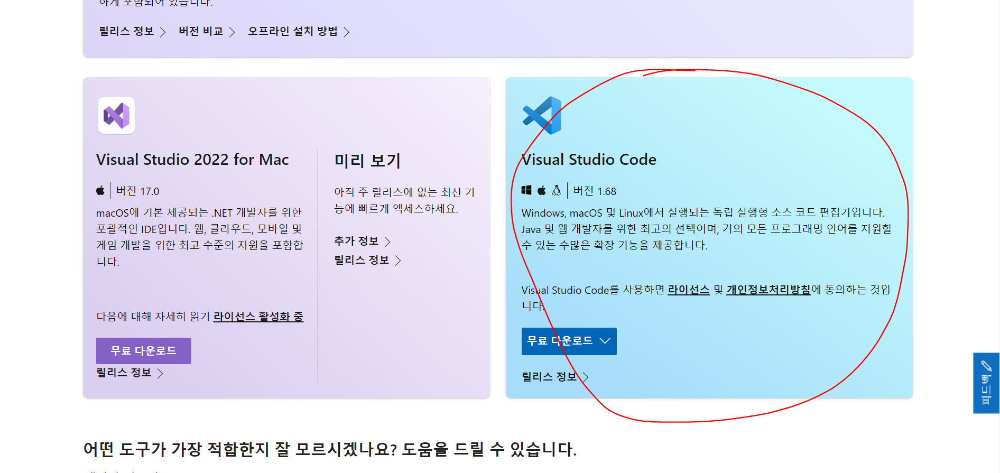 하게 포함되어 있습니다.
릴리스 정보 버전 비교 오프라인 설치 방법
Visual Studio 2022 for Mac
버전 17.0
macOS에 기본 제공되는 .NET 개발자를 위한
포괄적인 IDE입니다. 웹, 클라우드, 모바일 및
게임 개발을 위한 최고 수준의 지원을 포함합
니다.
다음에 대해 자세히 읽기 라이선스 활성화 중
무료 다운로드
릴리스 정보
미리 보기
아직 주 릴리스에 없는 최신 기
능에 빠르게 액세스하세요.
추가 정보
릴리스 정보
Visual Studio Code
버전 1.68
Windows, macOS 및 Linux에서 실행되는 독립 실행형 소스 코드 편집기입니다.
Java 및 웹 개발자를 위한 최고의 선택이며, 거의 모든 프로그래밍 언어를 지원할
수 있는 수많은 확장 기능을 제공합니다.
Visual Studio Code를 사용하면 라이선스 및 개인정보처리방침에 동의하는 것입
니다.
무료 다운로드
릴리스 정보
피드백
어떤 도구가 가장 적합한지 잘 모르시겠나요? 도움을 드릴 수 있습니다.